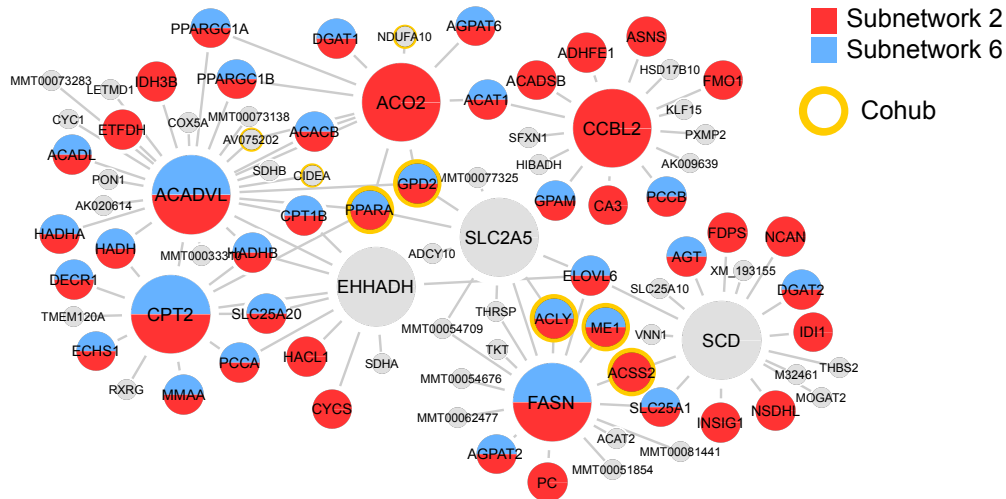 PPARGC1A
DGAT1
NDUFA10
AGPAT6
ASNS
Subnetwork 2
Subnetwork 6
ADHFE1
HSD17B10
MMT00073283
LETMD1
IDH3B
PPARGC1B
ACADSB
FMO1
ACO2
ACAT1
Cohub
KLF15
CYC1
ETFDH
COX5A
MMT00073138
ACACB
CCBL2
AV075202
SFXN1
PXMP2
ACADL
SDHB
CIDEA
HIBADH
AK009639
PON1
MMT00077325
GPD2
ACADVL
GPAM
CA3
PCCB
AK020614
CPT1B
PPARA
HADHA
HADH
MMT00033310
HADHB
ADCY10
SLC2A5
FDPS
NCAN
AGT
XM_193155
DECR1
EHHADH
ELOVL6
SLC25A10
DGAT2
TMEM120A
CPT2
SLC25A20
THRSP
ACLY
ME1
VNN1
SCD
IDI1
MMT00054709
ECHS1
PCCA
HACL1
SDHA
TKT
THBS2
RXRG
MMAA
MMT00054676
ACSS2
M32461
MOGAT2
CYCS
MMT00062477
FASN
SLC25A1
INSIG1
NSDHL
AGPAT2
ACAT2
MMT00081441
PC
MMT00051854